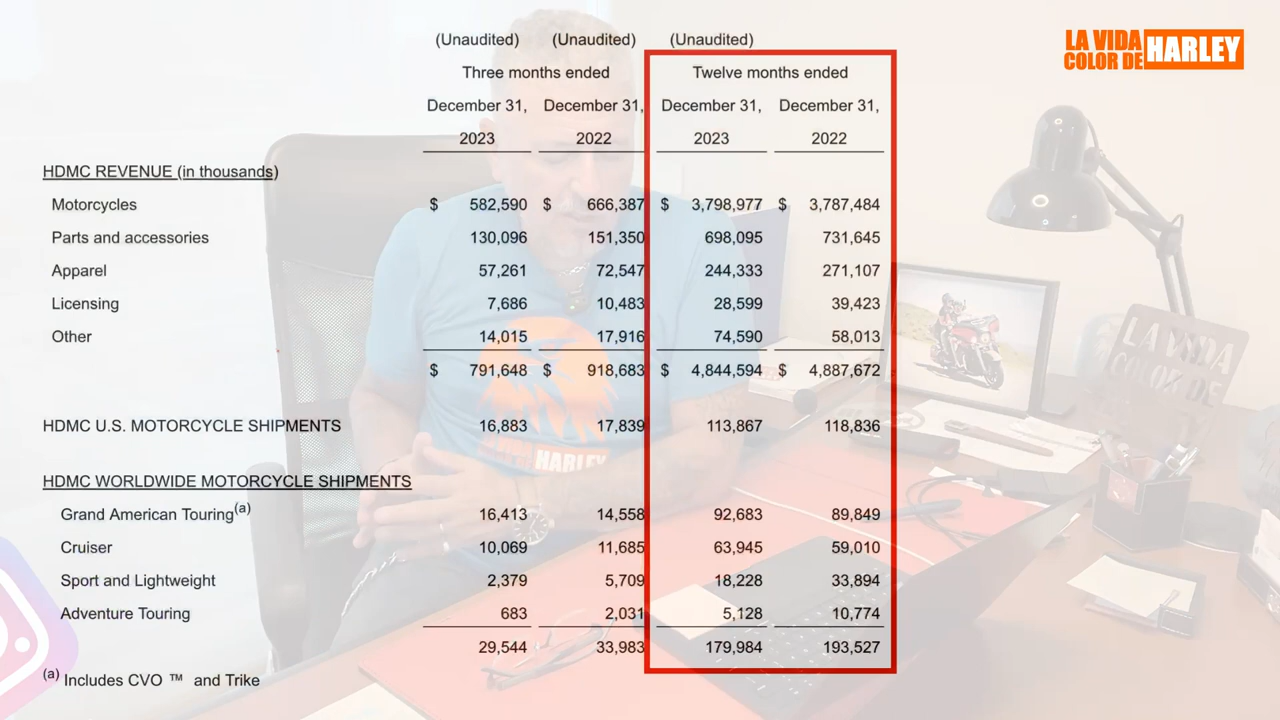 LA VIDA
COLOR DE HARLEY
(Unaudited) (Unaudited) (Unaudited)
Three months ended Twelve months ended
December 31, December 31, December 31, December 31,
2023 2022 2023 2022
HDMC REVENUE (in thousands)
Motorcycles $ 582,590 $ 666,387 $ 3,798,977 $ 3,787,484
Parts and accessories 130,096 151,350 698,095 731,645
Apparel 57,261 72,547 244,333 271,107
Licensing 7,686 10,483 28,599 39,423
Other 14,015 17,916 74,590 58,013
$ 791,648 $ 918,683 $ 4,844,594 $ 4,887,672
HDMC U.S. MOTORCYCLE SHIPMENTS 16,883 17,839 113,867 118,836
HDMC WORLDWIDE MOTORCYCLE SHIPMENTS
Grand American Touring(a) 16,413 14,558 92,683 89,849
Cruiser 10,069 11,685 63,945 59,010
Sport and Lightweight 2,379 5,709 18,228 33,894
Adventure Touring 683 2,031 5,128 10,774
29,544 33,983 179,984 193,527
(a) Includes CVO ™ and Trike
LA VIDA
COLOR DE
HARLEY